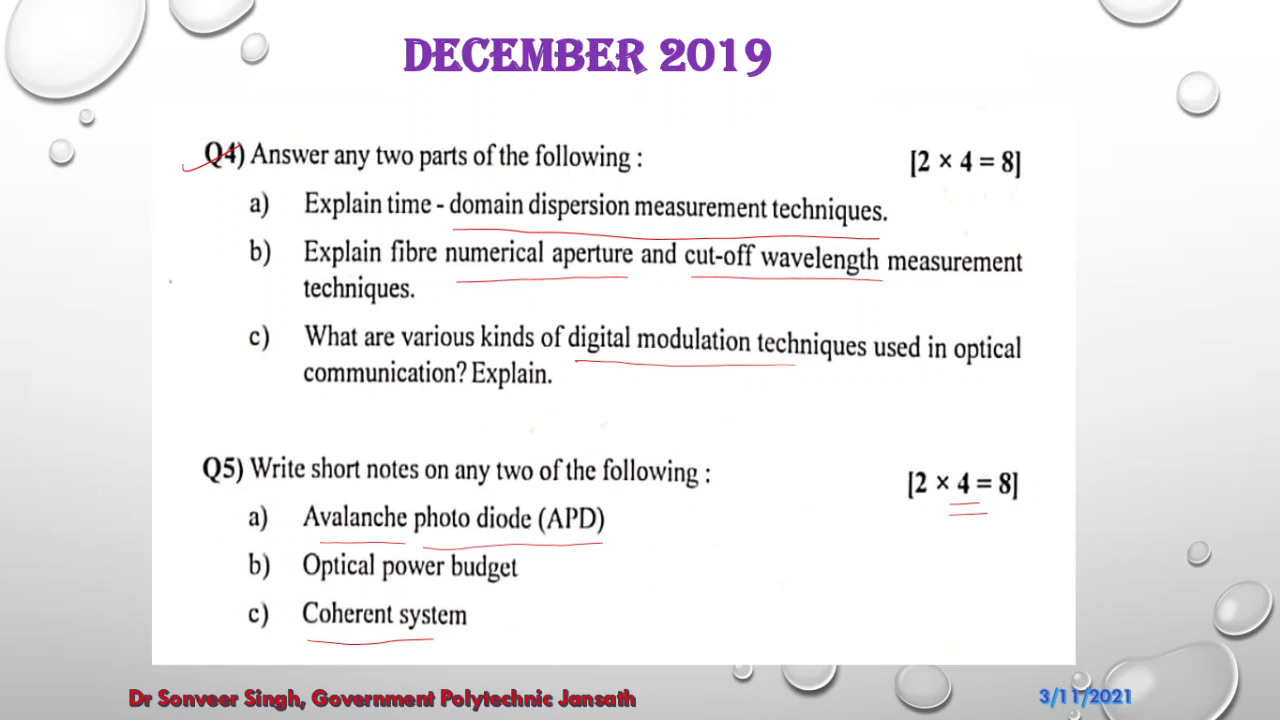 DECEMBER 2019
Q4) Answer any two parts of the following : [2 × 4 = 8]
a) Explain time - domain dispersion measurement techniques.
b) Explain fibre numerical aperture and cut-off wavelength measurement
techniques.
c) What are various kinds of digital modulation techniques used in optical
communication? Explain.
Q5) Write short notes on any two of the following : [2 × 4 = 8]
a) Avalanche photo diode (APD)
b) Optical power budget
c) Coherent system
Dr Sonveer Singh, Government Polytechnic Jansath 3/11/2021